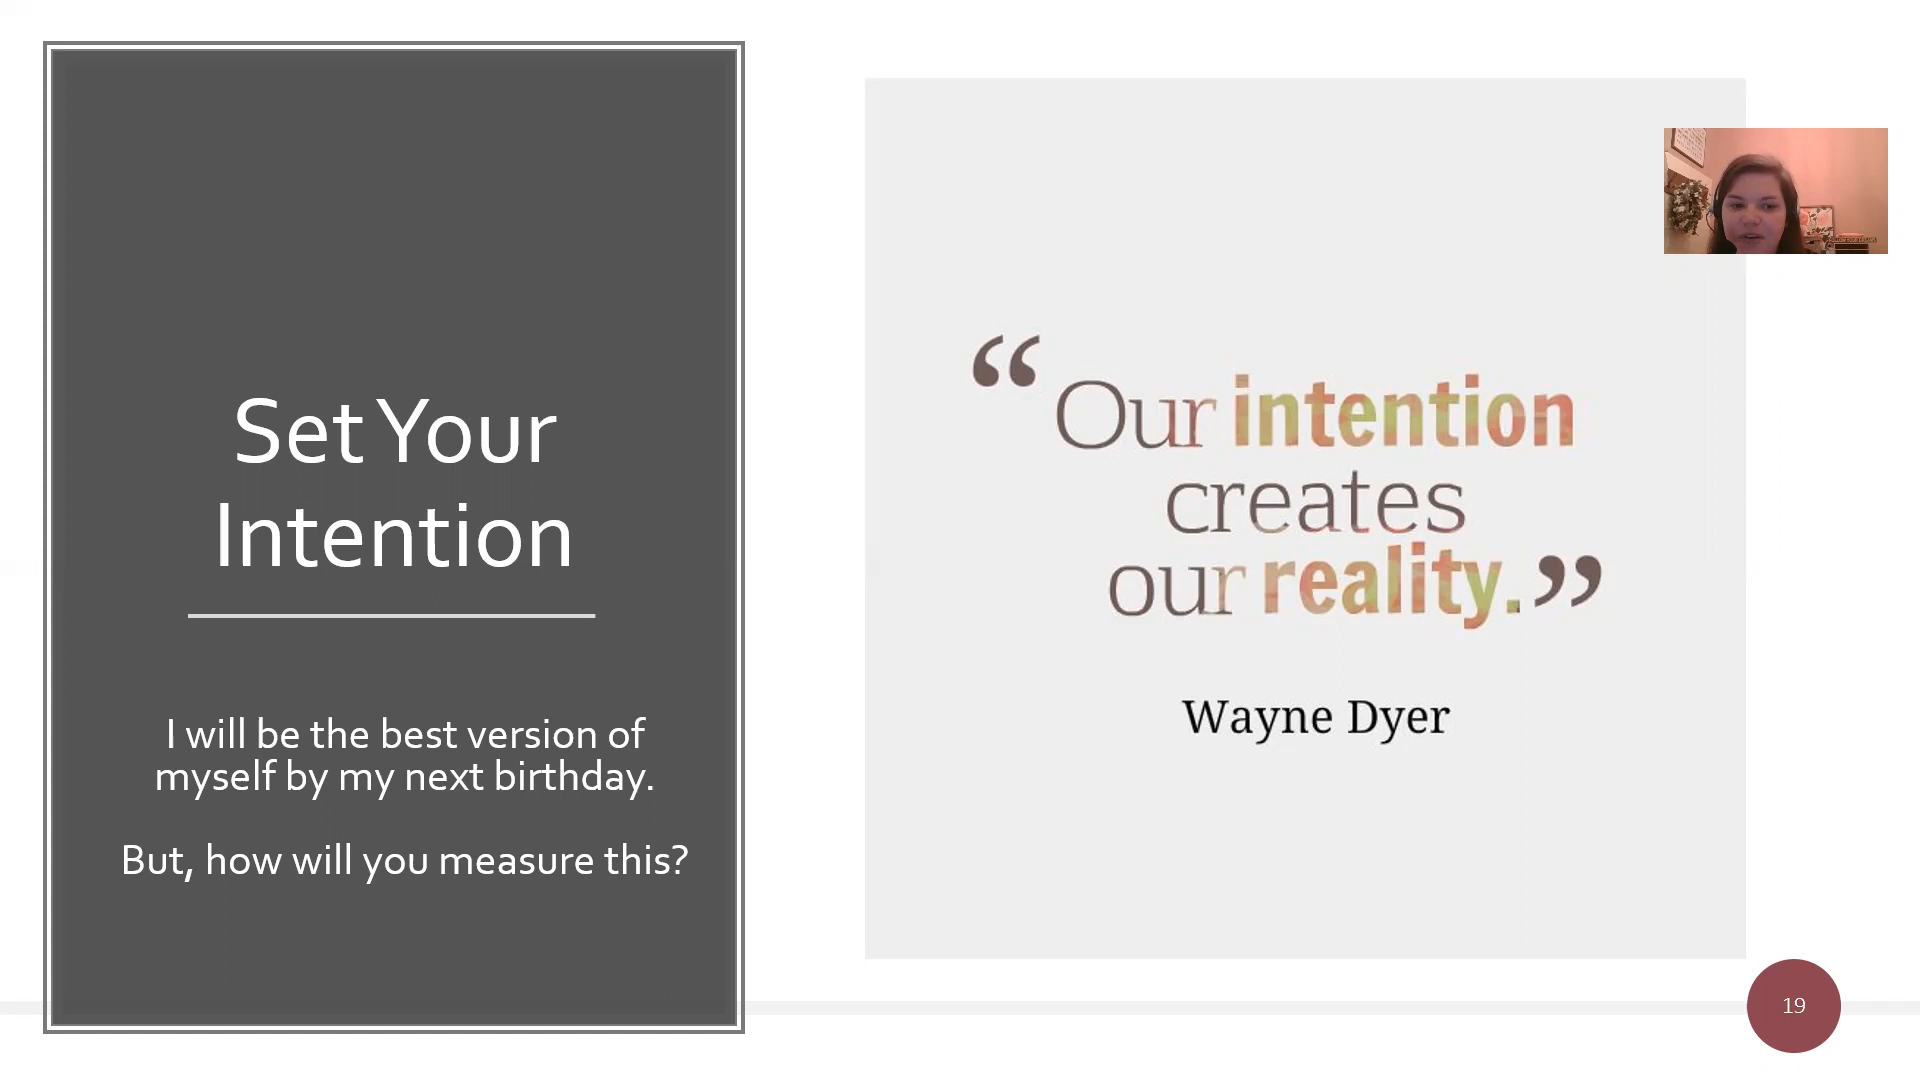 Set Your
Intention
I will be the best version of
myself by my next birthday.
But, how will you measure this?
“Our intention
creates
our reality.”
Wayne Dyer
19